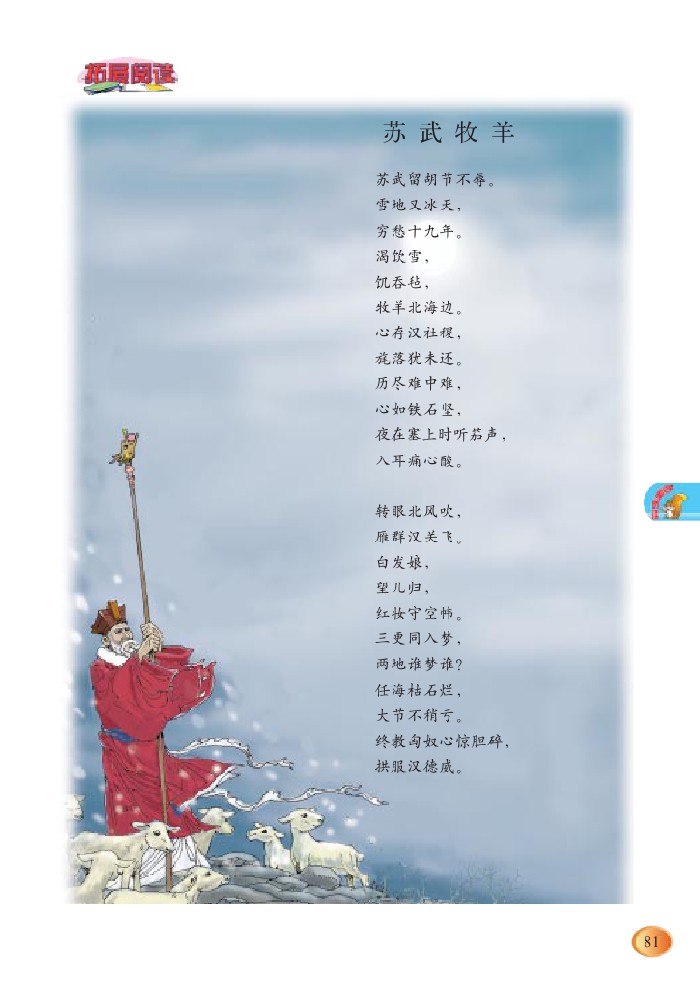 拓展阅读
苏武牧羊
苏武留胡节不辱。
雪地又冰天，
穷愁十九年。
渴饮雪，
饥吞毡，
牧羊北海边。
心存汉社稷，
旄落犹未还。
历尽难中难，
心如铁石坚，
夜在塞上时听笳声，
入耳痛心酸。
转眼北风吹，
雁群汉关飞。
白发娘，
望儿归，
红妆守空帏。
三更同入梦，
两地谁梦谁？
任海枯石烂，
大节不稍亏。
终教匈奴心惊胆碎，
拱服汉德威。
81